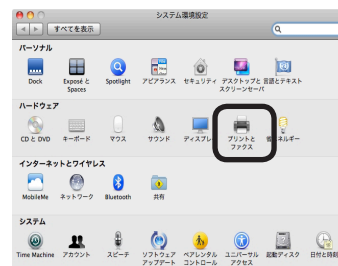 システム環境設定
すべてを表示
パーソナル
Dock
Exposé と
Spaces
Spotlight
アピアランス
セキュリティ
デスクトップと
スクリーンセーバ
言語とテキスト
ハードウェア
CD と DVD
キーボード
マウス
サウンド
ディスプレイ
プリントと
ファクス
省エネルギー
インターネットとワイヤレス
MobileMe
ネットワーク
Bluetooth
共有
システム
Time Machine
アカウント
スピーチ
ソフトウェア
アップデート
ペアレンタル
コントロール
ユニバーサル
アクセス
起動ディスク
日付と時刻